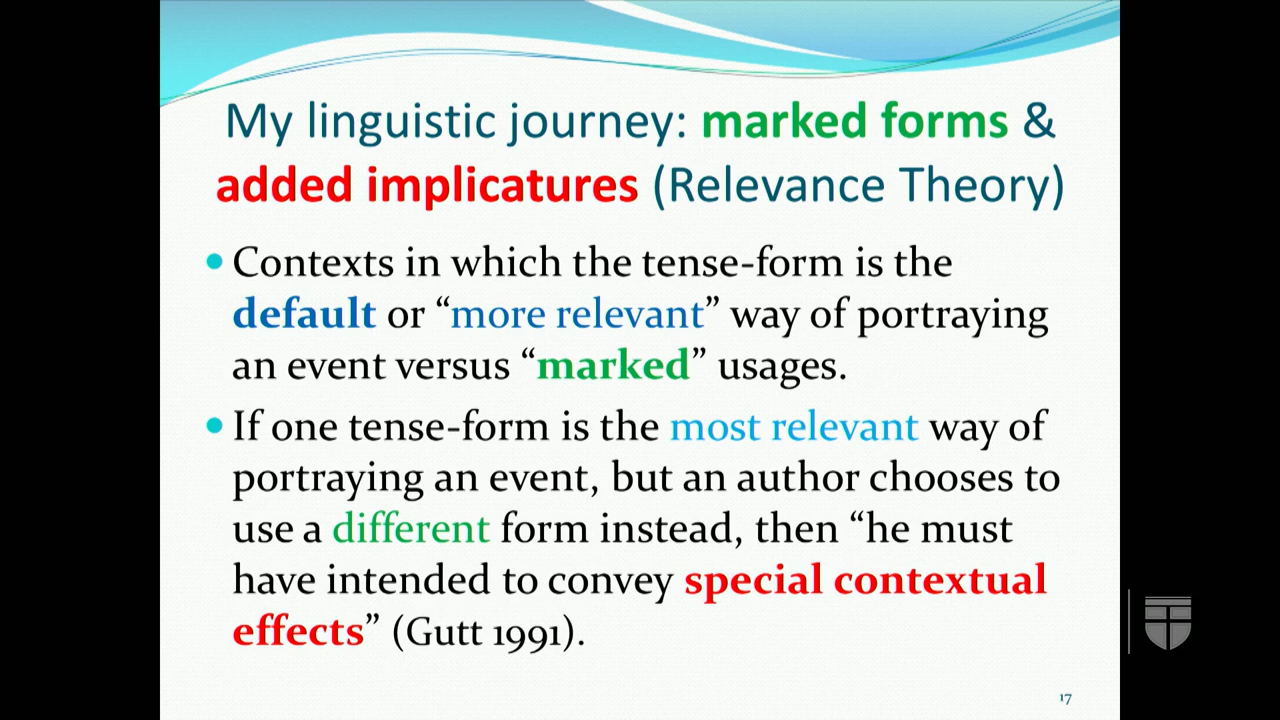 My linguistic journey: marked forms &
added implicatures (Relevance Theory)
• Contexts in which the tense-form is the
default or “more relevant” way of portraying
an event versus “marked” usages.
• If one tense-form is the most relevant way of
portraying an event, but an author chooses to
use a different form instead, then “he must
have intended to convey special contextual
effects” (Gutt 1991).
17